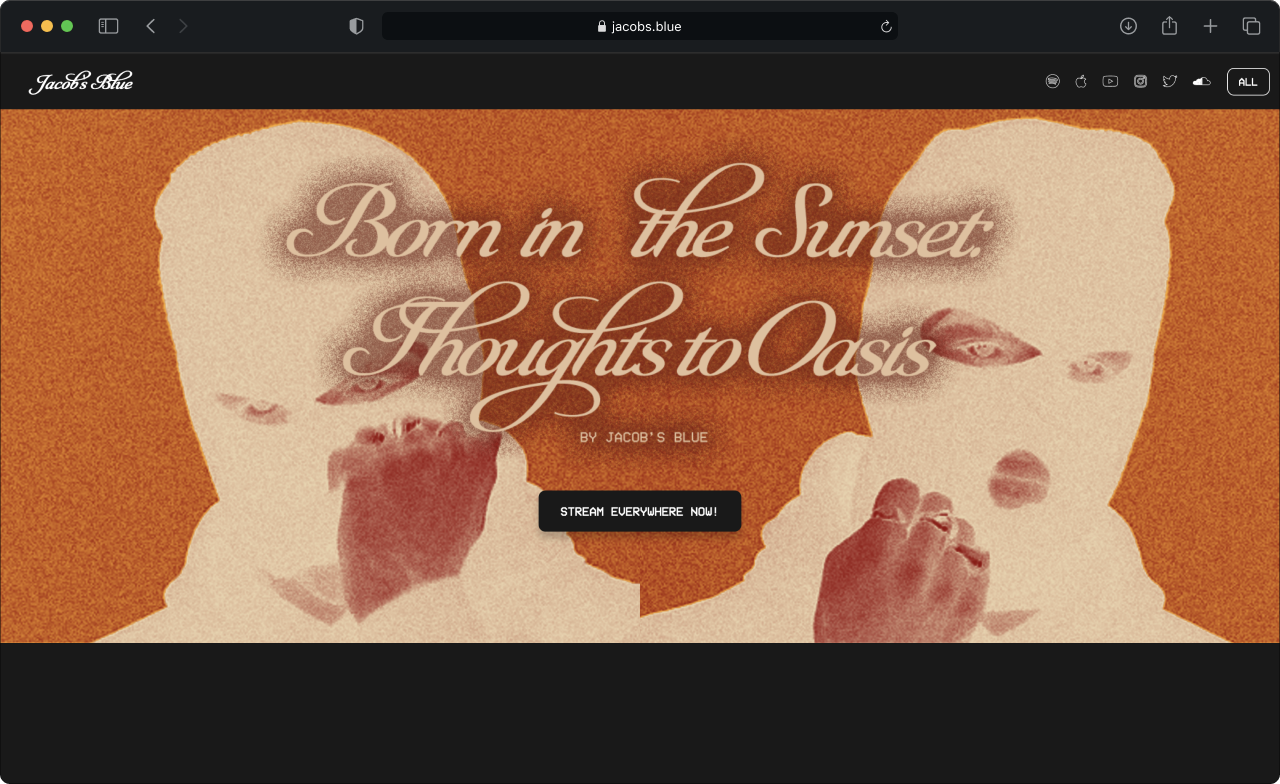 jacobs.blue
Jacob's Blue
ALL
Born in the Sunset:
Thoughts to Oasis
BY JACOB'S BLUE
STREAM EVERYWHERE NOW!